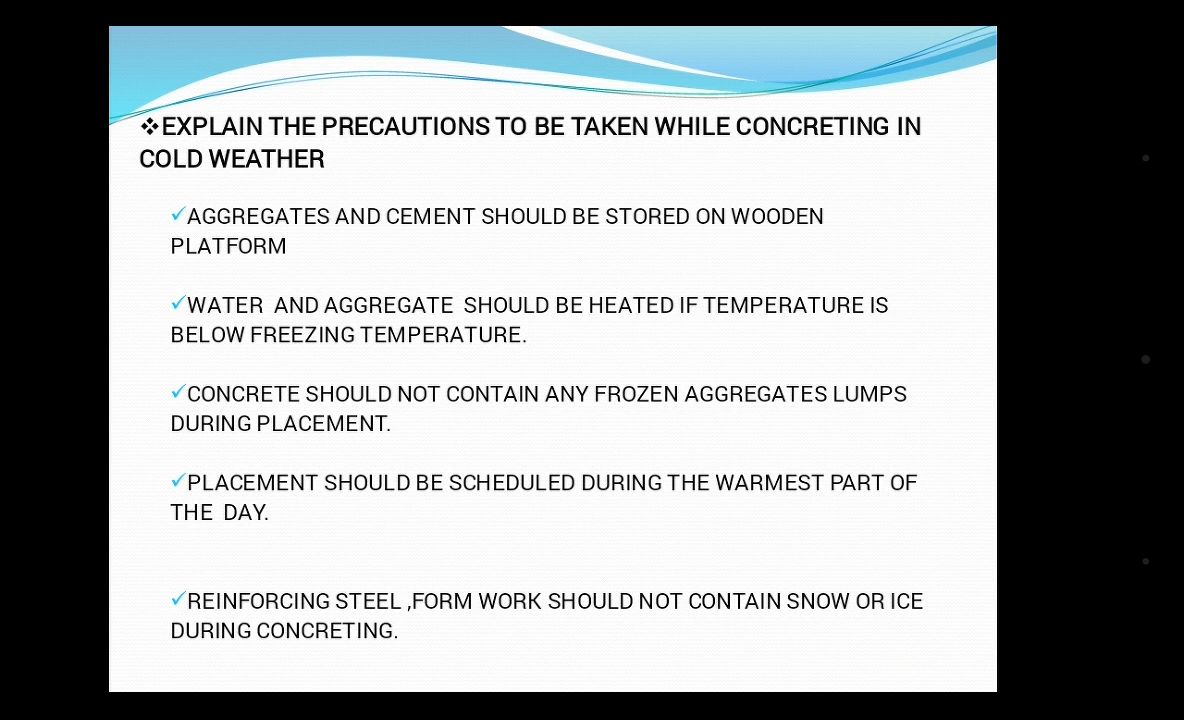 ❖EXPLAIN THE PRECAUTIONS TO BE TAKEN WHILE CONCRETING IN
COLD WEATHER
✓AGGREGATES AND CEMENT SHOULD BE STORED ON WOODEN
PLATFORM
✓WATER  AND AGGREGATE  SHOULD BE HEATED IF TEMPERATURE IS
BELOW FREEZING TEMPERATURE.
✓CONCRETE SHOULD NOT CONTAIN ANY FROZEN AGGREGATES LUMPS
DURING PLACEMENT.
✓PLACEMENT SHOULD BE SCHEDULED DURING THE WARMEST PART OF
THE  DAY.
✓REINFORCING STEEL ,FORM WORK SHOULD NOT CONTAIN SNOW OR ICE
DURING CONCRETING.